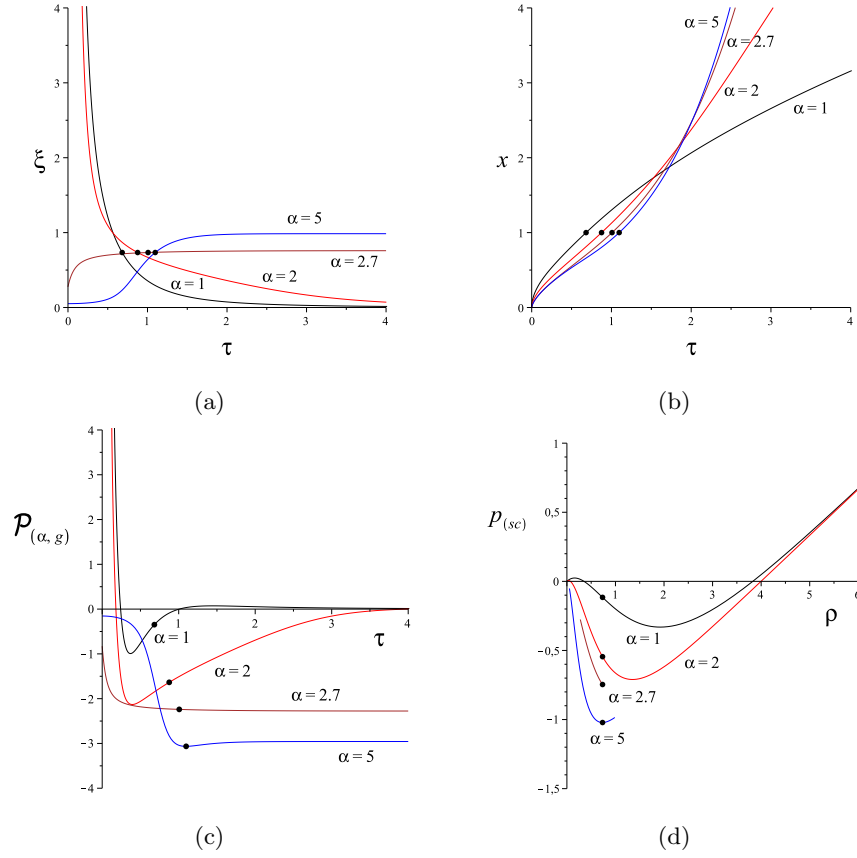 4
3
ξ
2
α = 5
1
α = 2.7
α = 2
α = 1
0
0 1 2 3 4
τ
(a)
4
α = 5
α = 2.7
3
α = 2
α = 1
x
2
1
0
0 1 2 3 4
τ
(b)
4
3
2
𝒫(α, g)
1
0
1 2 3 4
τ
α = 1
−1
α = 2
−2
α = 2.7
−3
α = 5
−4
(c)
1
0,5
p(sc)
0
1 2 3 4 5 6
ρ
α = 1
−0,5
α = 2
α = 2.7
−1
α = 5
−1,5
(d)